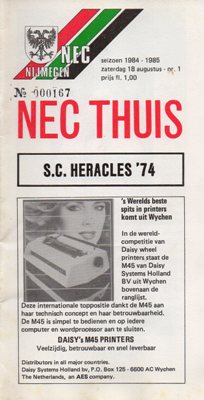 NEC
NIJMEGEN
seizoen 1984 - 1985
zaterdag 18 augustus - nr. 1
prijs fl. 1,00
№ 000167
NEC THUIS
S.C. HERACLES '74
's Werelds beste
spits in printers
komt uit Wychen
In de wereld-
competitie van
Daisy wheel
printers staat de
M45 van Daisy
Systems Holland
BV uit Wychen
bovenaan de
ranglijst.
Deze internationale toppositie dankt de M45 aan
haar technisch concept en haar betrouwbaarheid.
De M45 is simpel te bedienen en op iedere
computer en wordprocessor aan te sluiten.
DAISY's M45 PRINTERS
Veelzijdig, betrouwbaar en snel leverbaar
Distributors in all major countries.
Daisy Systems Holland bv, P.O. Box 125 - 6600 AC Wychen
The Netherlands, an AES company.